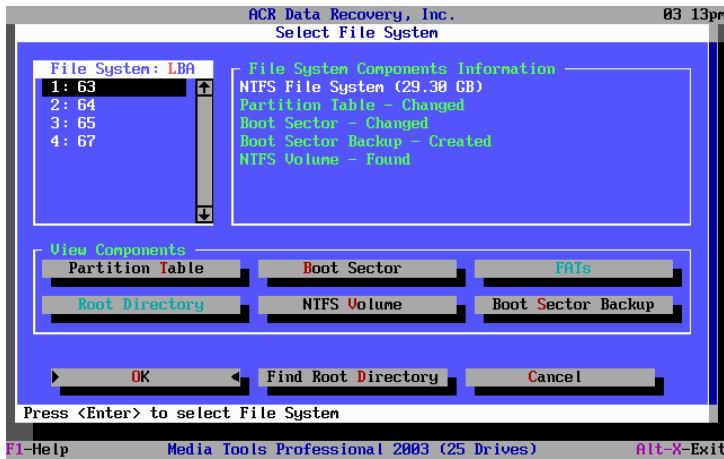 ACR Data Recovery, Inc. 03 13pm
Select File System
File System: LBA
1: 63
2: 64
3: 65
4: 67
File System Components Information
NTFS File System (29.30 GB)
Partition Table - Changed
Boot Sector - Changed
Boot Sector Backup - Created
NTFS Volume - Found
View Components
Partition Table Boot Sector FATs
Root Directory NTFS Volume Boot Sector Backup
OK Find Root Directory Cancel
Press <Enter> to select File System
F1-Help Media Tools Professional 2003 (25 Drives) Alt-X-Exit